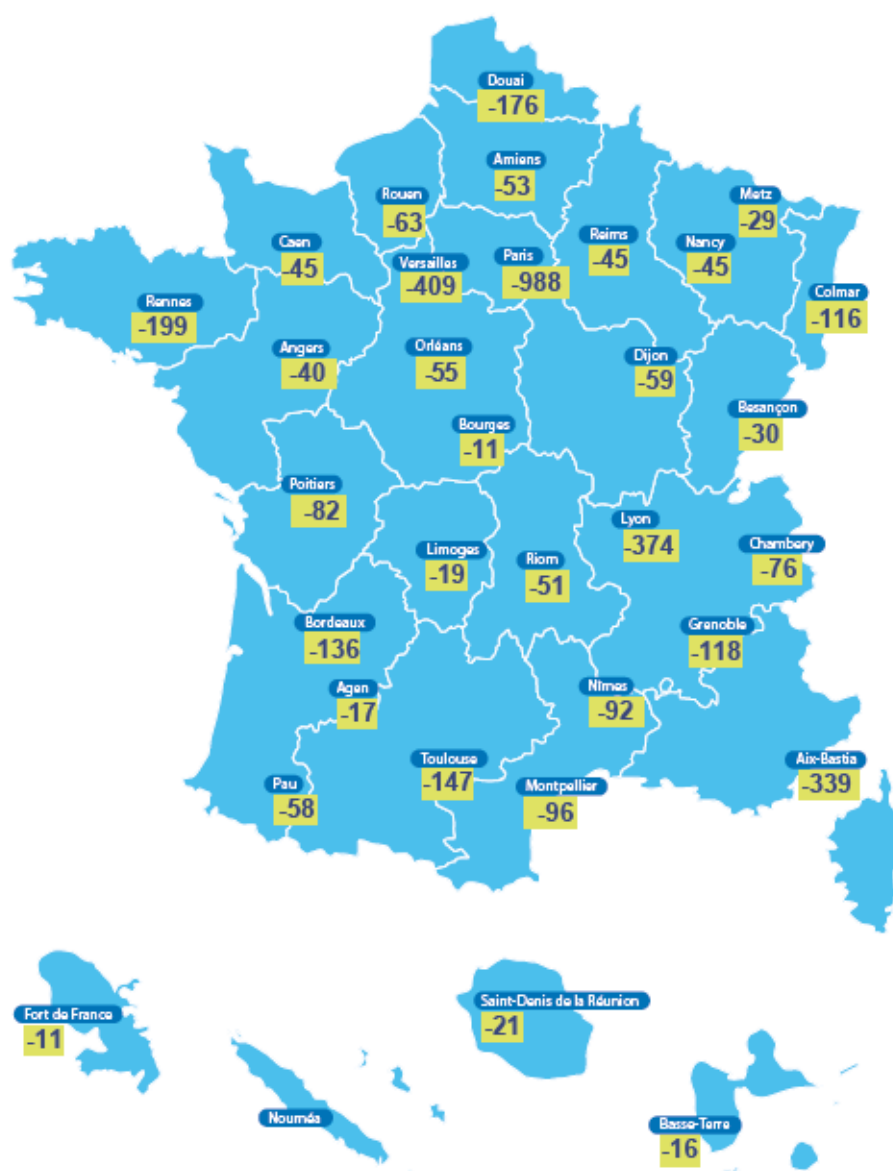 Douai
-176
Amiens
-53
Rouen
-63
Metz
-29
Caen
-45
Reims
-45
Nancy
-45
Versailles
-409
Paris
-988
Rennes
-199
Colmar
-116
Angers
-40
Orléans
-55
Dijon
-59
Besançon
-30
Bourges
-11
Poitiers
-82
Lyon
-374
Chambery
-76
Limoges
-19
Riom
-51
Bordeaux
-136
Grenoble
-118
Agen
-17
Nîmes
-92
Toulouse
-147
Aix-Bastia
-339
Pau
-58
Montpellier
-96
Saint-Denis de la Réunion
-21
Fort de France
-11
Nouméa
Basse-Terre
-16